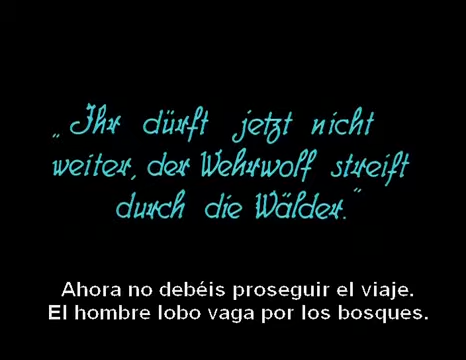 „Ihr dürft jetzt nicht
weiter, der Wehrwolf streift
durch die Wälder."
Ahora no debéis proseguir el viaje.
El hombre lobo vaga por los bosques.